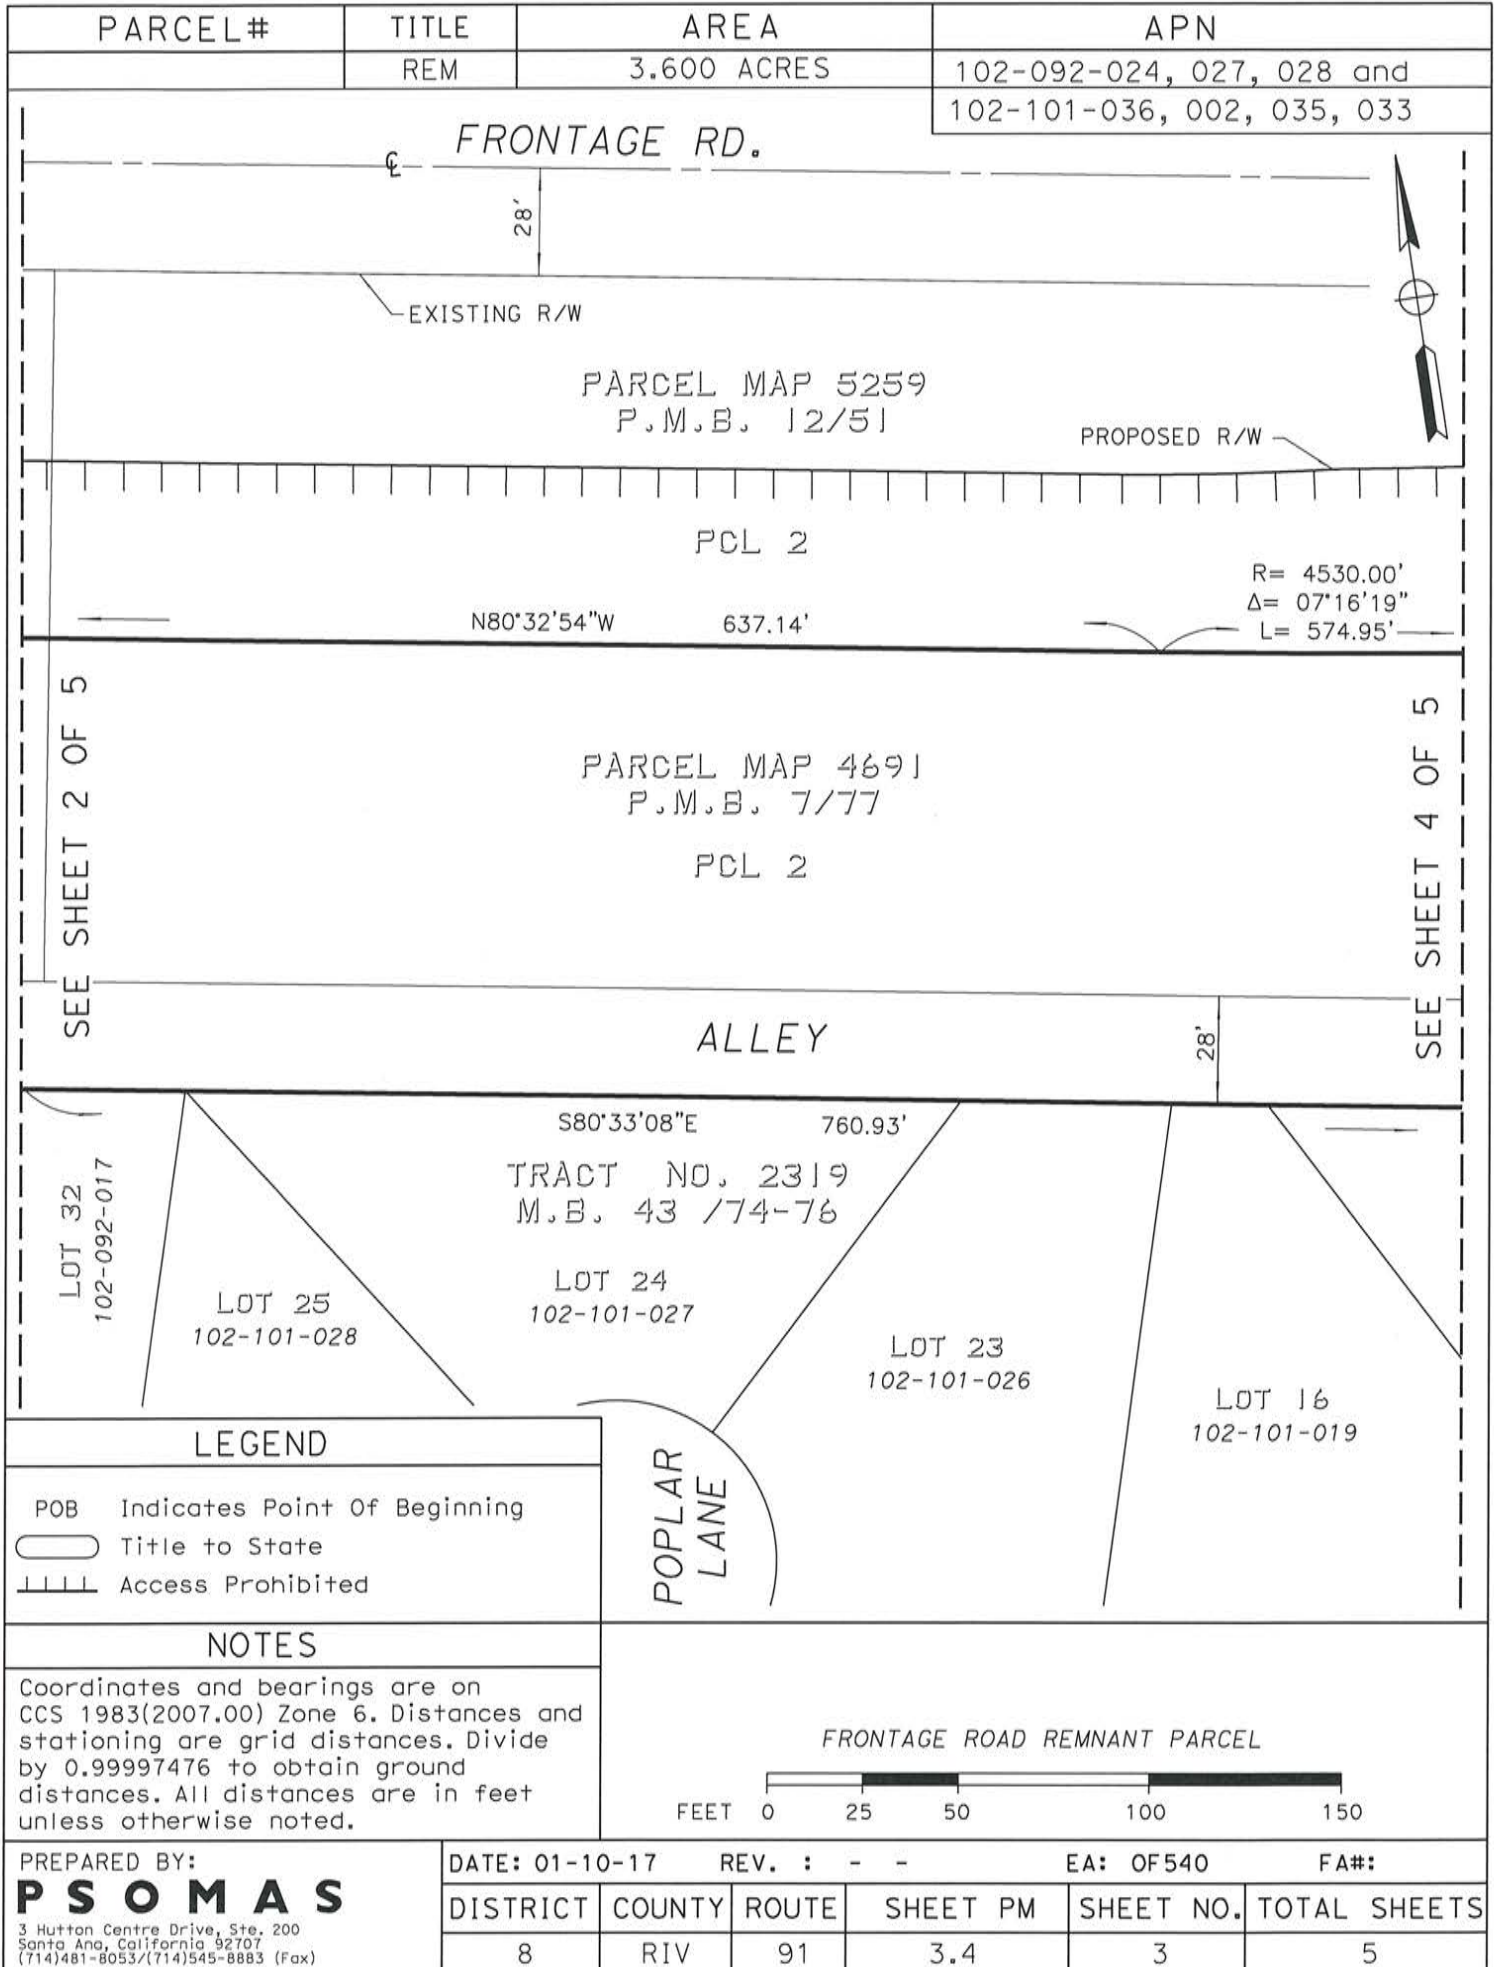 PARCEL# TITLE AREA APN
REM 3.600 ACRES 102-092-024, 027, 028 and
102-101-036, 002, 035, 033
FRONTAGE RD.
℄
28'
EXISTING R/W
PARCEL MAP 5259
P.M.B. 12/51
PROPOSED R/W
PCL 2
R= 4530.00'
Δ= 07°16'19"
L= 574.95'
N80°32'54"W 637.14'
SEE SHEET 2 OF 5
SEE SHEET 4 OF 5
PARCEL MAP 4691
P.M.B. 7/77
PCL 2
ALLEY
28'
S80°33'08"E 760.93'
TRACT NO. 2319
M.B. 43 /74-76
LOT 32
102-092-017
LOT 25
102-101-028
LOT 24
102-101-027
LOT 23
102-101-026
LOT 16
102-101-019
POPLAR
LANE
LEGEND
POB Indicates Point Of Beginning
Title to State
Access Prohibited
NOTES
Coordinates and bearings are on
CCS 1983(2007.00) Zone 6. Distances and
stationing are grid distances. Divide
by 0.99997476 to obtain ground
distances. All distances are in feet
unless otherwise noted.
FRONTAGE ROAD REMNANT PARCEL
FEET 0 25 50 100 150
PREPARED BY:
PSOMAS
3 Hutton Centre Drive, Ste. 200
Santa Ana, California 92707
(714)481-8053/(714)545-8883 (Fax)
DATE: 01-10-17 REV. : - - EA: 0F540 FA#:
DISTRICT COUNTY ROUTE SHEET PM SHEET NO. TOTAL SHEETS
8 RIV 91 3.4 3 5